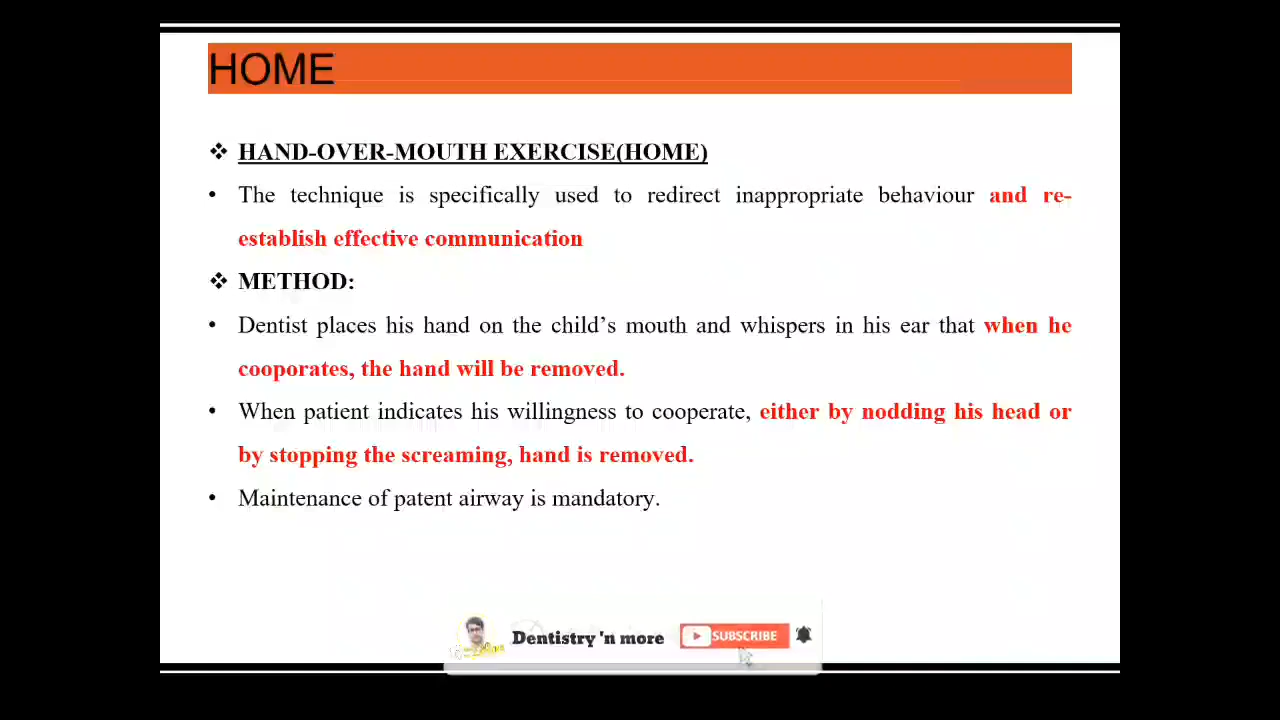 HOME
❖ HAND-OVER-MOUTH EXERCISE(HOME)
• The technique is specifically used to redirect inappropriate behaviour and re-
establish effective communication
❖ METHOD:
• Dentist places his hand on the child's mouth and whispers in his ear that when he
cooporates, the hand will be removed.
• When patient indicates his willingness to cooperate, either by nodding his head or
by stopping the screaming, hand is removed.
• Maintenance of patent airway is mandatory.
Dentistry 'n more SUBSCRIBE